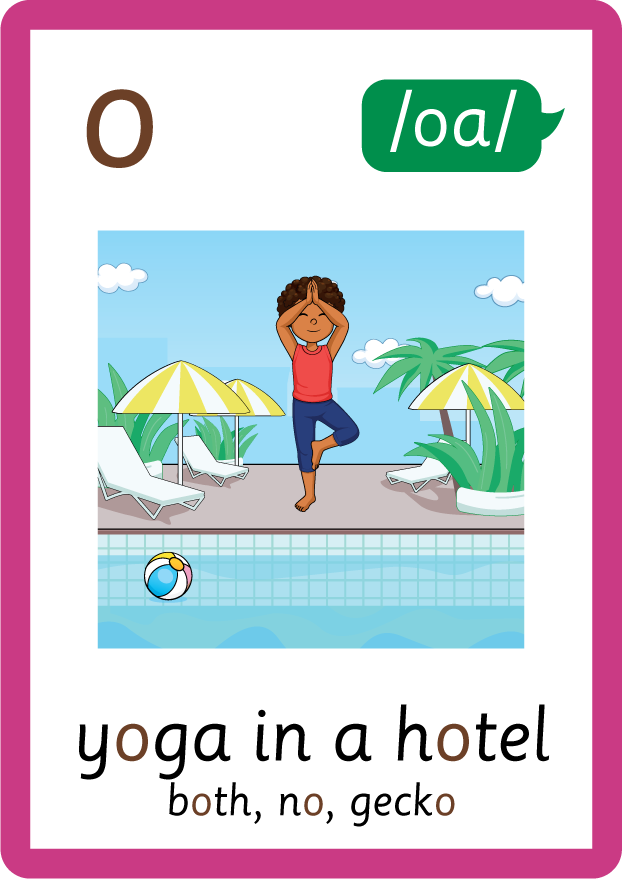 o
/oa/
yoga in a hotel
both, no, gecko